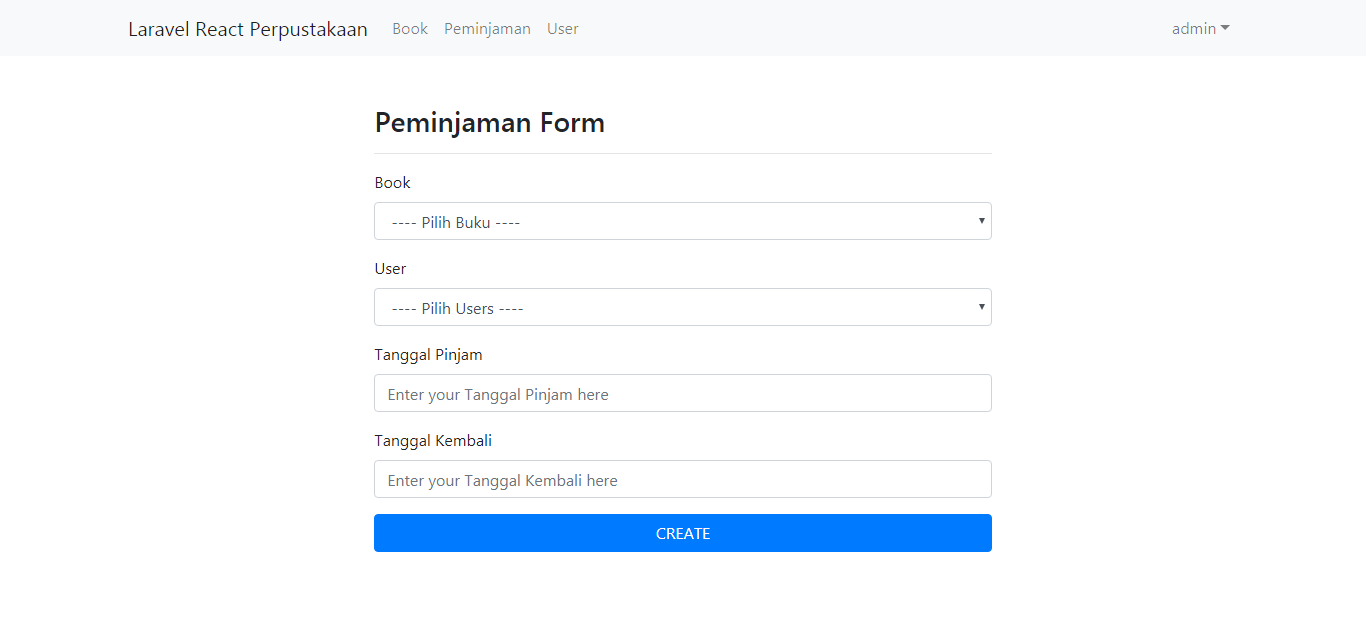 Laravel React Perpustakaan Book Peminjaman User admin
Peminjaman Form
Book
---- Pilih Buku ----
User
---- Pilih Users ----
Tanggal Pinjam
Enter your Tanggal Pinjam here
Tanggal Kembali
Enter your Tanggal Kembali here
CREATE